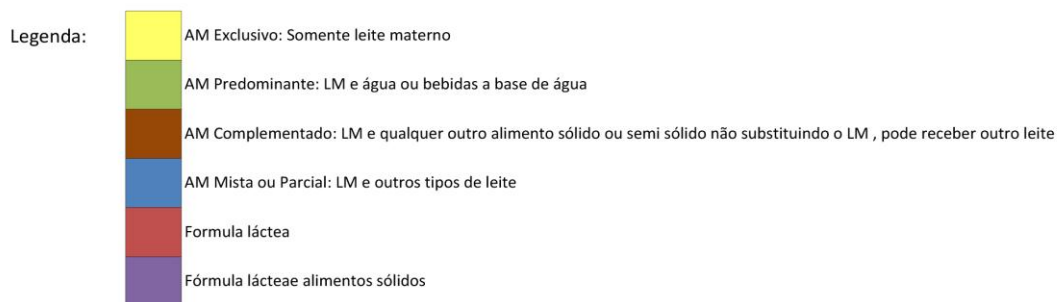 Legenda:
AM Exclusivo: Somente leite materno
AM Predominante: LM e água ou bebidas a base de água
AM Complementado: LM e qualquer outro alimento sólido ou semi sólido não substituindo o LM , pode receber outro leite
AM Mista ou Parcial: LM e outros tipos de leite
Formula láctea
Fórmula lácteae alimentos sólidos